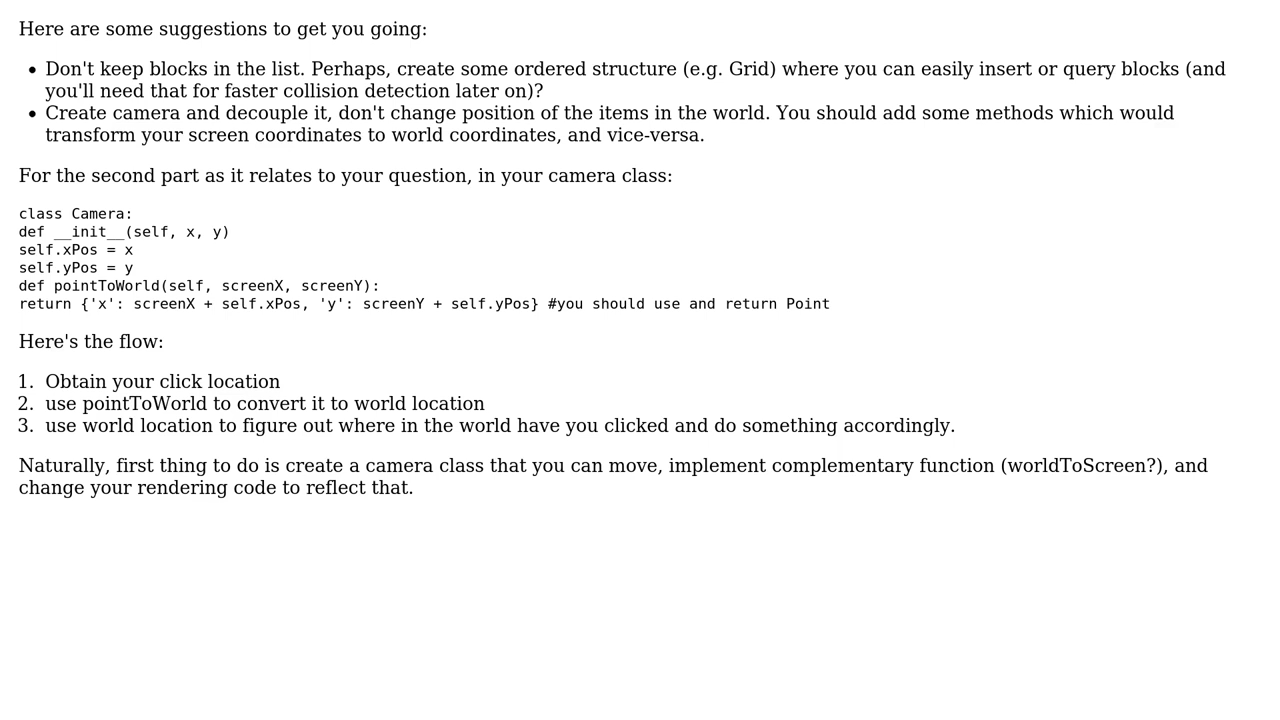 Here are some suggestions to get you going:
• Don't keep blocks in the list. Perhaps, create some ordered structure (e.g. Grid) where you can easily insert or query blocks (and
you'll need that for faster collision detection later on)?
• Create camera and decouple it, don't change position of the items in the world. You should add some methods which would
transform your screen coordinates to world coordinates, and vice-versa.
For the second part as it relates to your question, in your camera class:
class Camera:
def __init__(self, x, y)
self.xPos = x
self.yPos = y
def pointToWorld(self, screenX, screenY):
return {'x': screenX + self.xPos, 'y': screenY + self.yPos} #you should use and return Point
Here's the flow:
1. Obtain your click location
2. use pointToWorld to convert it to world location
3. use world location to figure out where in the world have you clicked and do something accordingly.
Naturally, first thing to do is create a camera class that you can move, implement complementary function (worldToScreen?), and
change your rendering code to reflect that.